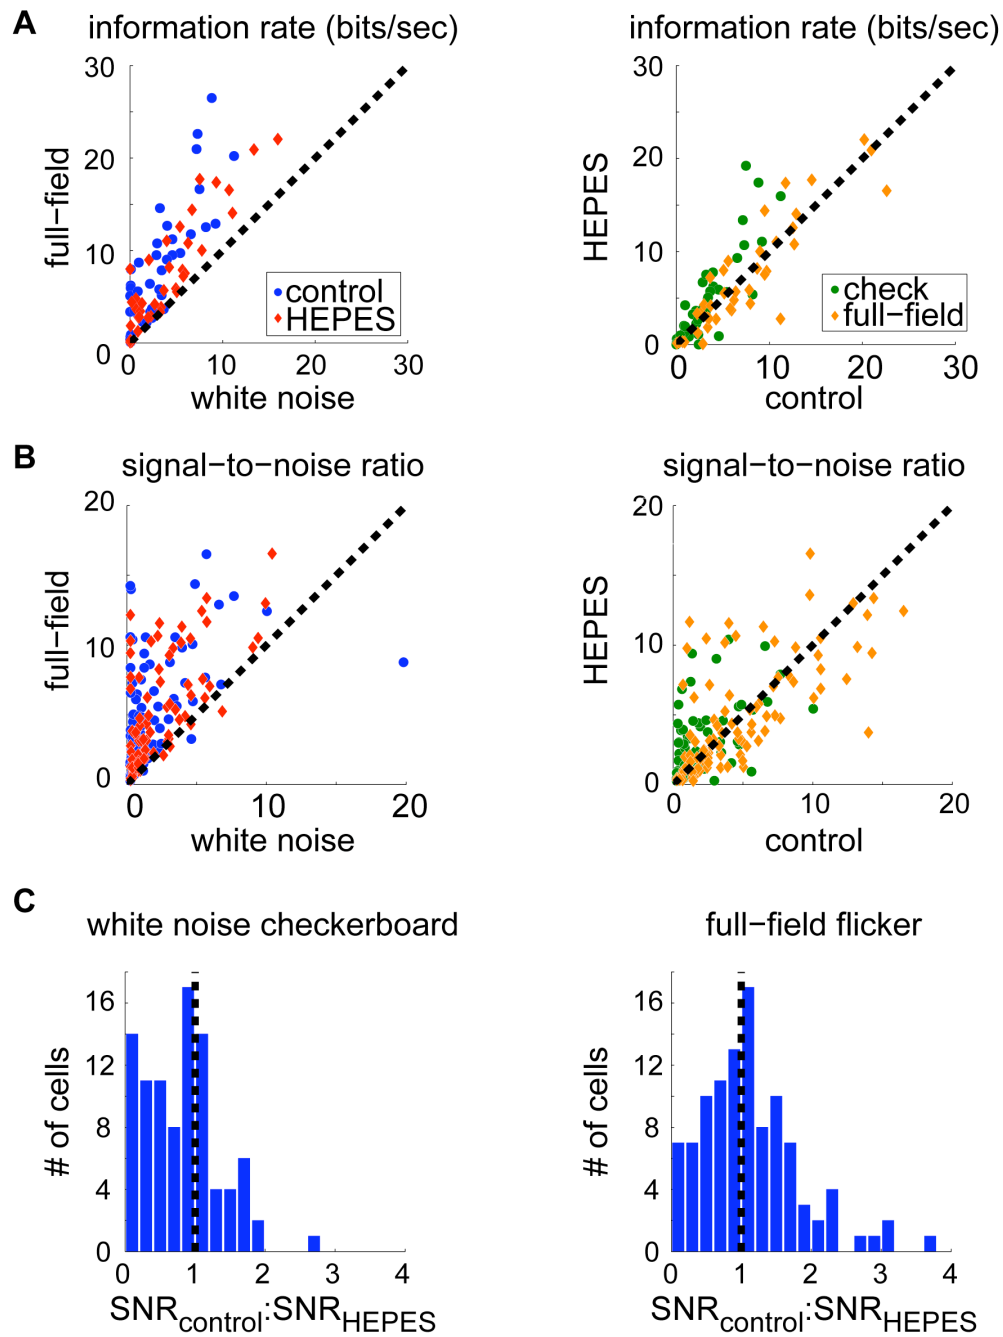 A
information rate (bits/sec)
information rate (bits/sec)
30
20
10
0
full-field
control
HEPES
0
10
20
30
white noise
30
20
10
0
HEPES
check
full-field
0
10
20
30
control
B
signal-to-noise ratio
signal-to-noise ratio
20
10
0
full-field
0
10
20
white noise
20
10
0
HEPES
0
10
20
control
C
white noise checkerboard
full-field flicker
16
12
8
4
0
# of cells
0
1
2
3
4
SNRcontrol:SNRHEPES
16
12
8
4
0
# of cells
0
1
2
3
4
SNRcontrol:SNRHEPES